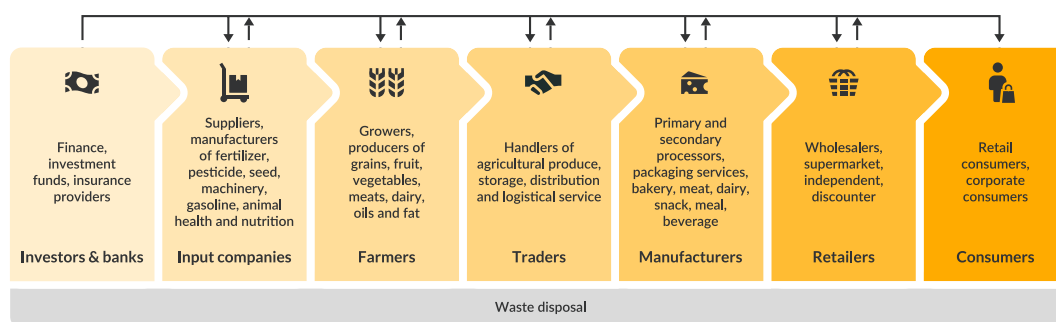 Finance,
investment
funds, insurance
providers
Investors & banks
Suppliers,
manufacturers
of fertilizer,
pesticide, seed,
machinery,
gasoline, animal
health and nutrition
Input companies
Growers,
producers of
grains, fruit,
vegetables,
meats, dairy,
oils and fat
Farmers
Handlers of
agricultural produce,
storage, distribution
and logistical service
Traders
Primary and
secondary
processors,
packaging services,
bakery, meat, dairy,
snack, meal,
beverage
Manufacturers
Wholesalers,
supermarket,
independent,
discounter
Retailers
Retail
consumers,
corporate
consumers
Consumers
Waste disposal